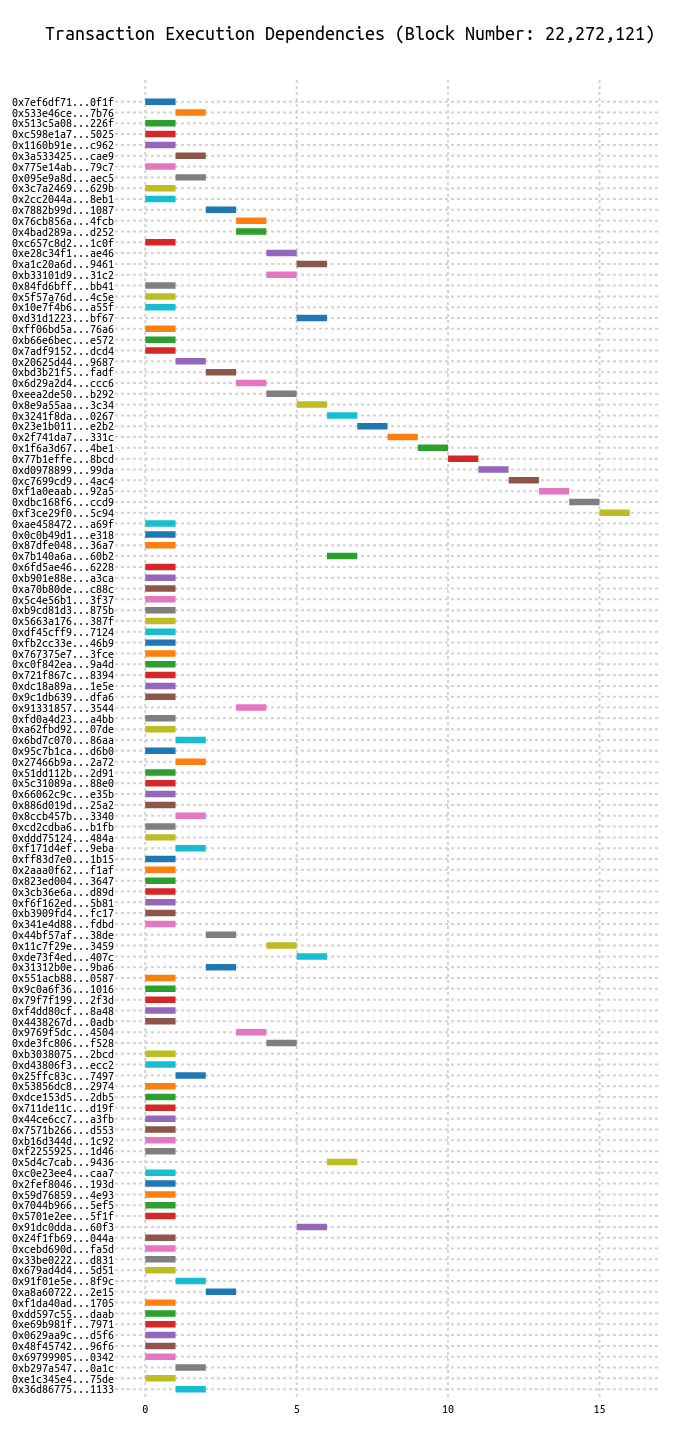 Transaction Execution Dependencies (Block Number: 22,272,121)
0x7ef6df71...0f1f
0x533e46ce...7b76
0x513c5a08...226f
0xc598e1a7...5025
0x1160b91e...c962
0x3a533425...cae9
0x775e14ab...79c7
0x095e9a8d...aec5
0x3c7a2469...629b
0x2cc2044a...8eb1
0x7882b99d...1087
0x76cb856a...4fcb
0x4bad289a...d252
0xc657c8d2...1c0f
0xe28c34f1...ae46
0xa1c20a6d...9461
0xb33101d9...31c2
0x84fd6bff...bb41
0x5f57a76d...4c5e
0x10e7f4b6...a55f
0xd31d1223...bf67
0xff06bd5a...76a6
0xb66e6bec...e572
0x7adf9152...dcd4
0x20625d44...9687
0xbd3b21f5...fadf
0x6d29a2d4...ccc6
0xeea2de50...b292
0x8e9a55aa...3c34
0x3241f8da...0267
0x23e1b011...e2b2
0x2f741da7...331c
0x1f6a3d67...4be1
0x77b1effe...8bcd
0xd0978899...99da
0xc7699cd9...4ac4
0xf1a0eaab...92a5
0xdbc168f6...ccd9
0xf3ce29f0...5c94
0xae458472...a69f
0x0c0b49d1...e318
0x87dfe048...36a7
0x7b140a6a...60b2
0x6fd5ae46...6228
0xb901e88e...a3ca
0xa70b80de...c88c
0x5c4e56b1...3f37
0xb9cd81d3...875b
0x5663a176...387f
0xdf45cff9...7124
0xfb2cc33e...46b9
0x767375e7...3fce
0xc0f842ea...9a4d
0x721f867c...8394
0xdc18a89a...1e5e
0x9c1db639...dfa6
0x91331857...3544
0xfd0a4d23...a4bb
0xa62fbd92...07de
0x6bd7c070...86aa
0x95c7b1ca...d6b0
0x27466b9a...2a72
0x51dd112b...2d91
0x5c31089a...88e0
0x66062c9c...e35b
0x886d019d...25a2
0x8ccb457b...3340
0xcd2cdba6...b1fb
0xddd75124...484a
0xf171d4ef...9eba
0xff83d7e0...1b15
0x2aaa0f62...f1af
0x823ed004...3647
0x3cb36e6a...d89d
0xf6f162ed...5b81
0xb3909fd4...fc17
0x341e4d88...fdbd
0x44bf57af...38de
0x11c7f29e...3459
0xde73f4ed...407c
0x31312b0e...9ba6
0x551acb88...0587
0x9c0a6f36...1016
0x79f7f199...2f3d
0xf4dd80cf...8a48
0x4438267d...0adb
0x9769f5dc...4504
0xde3fc806...f528
0xb3038075...2bcd
0xd43806f3...ecc2
0x25ffc83c...7497
0x53856dc8...2974
0xdce153d5...2db5
0x711de11c...d19f
0x44ce6cc7...a3fb
0x7571b266...d553
0xb16d344d...1c92
0xf2255925...1d46
0x5d4c7cab...9436
0xc0e23ee4...caa7
0x2fef8046...193d
0x59d76859...4e93
0x7044b966...5ef5
0x5701e2ee...5f1f
0x91dc0dda...60f3
0x24f1fb69...044a
0xcebd690d...fa5d
0x33be0222...d831
0x679ad4d4...5d51
0x91f01e5e...8f9c
0xa8a60722...2e15
0xf1da40ad...1705
0xdd597c55...daab
0xe69b981f...7971
0x0629aa9c...d5f6
0x48f45742...96f6
0x69799905...0342
0xb297a547...0a1c
0xe1c345e4...75de
0x36d86775...1133
0 5 10 15